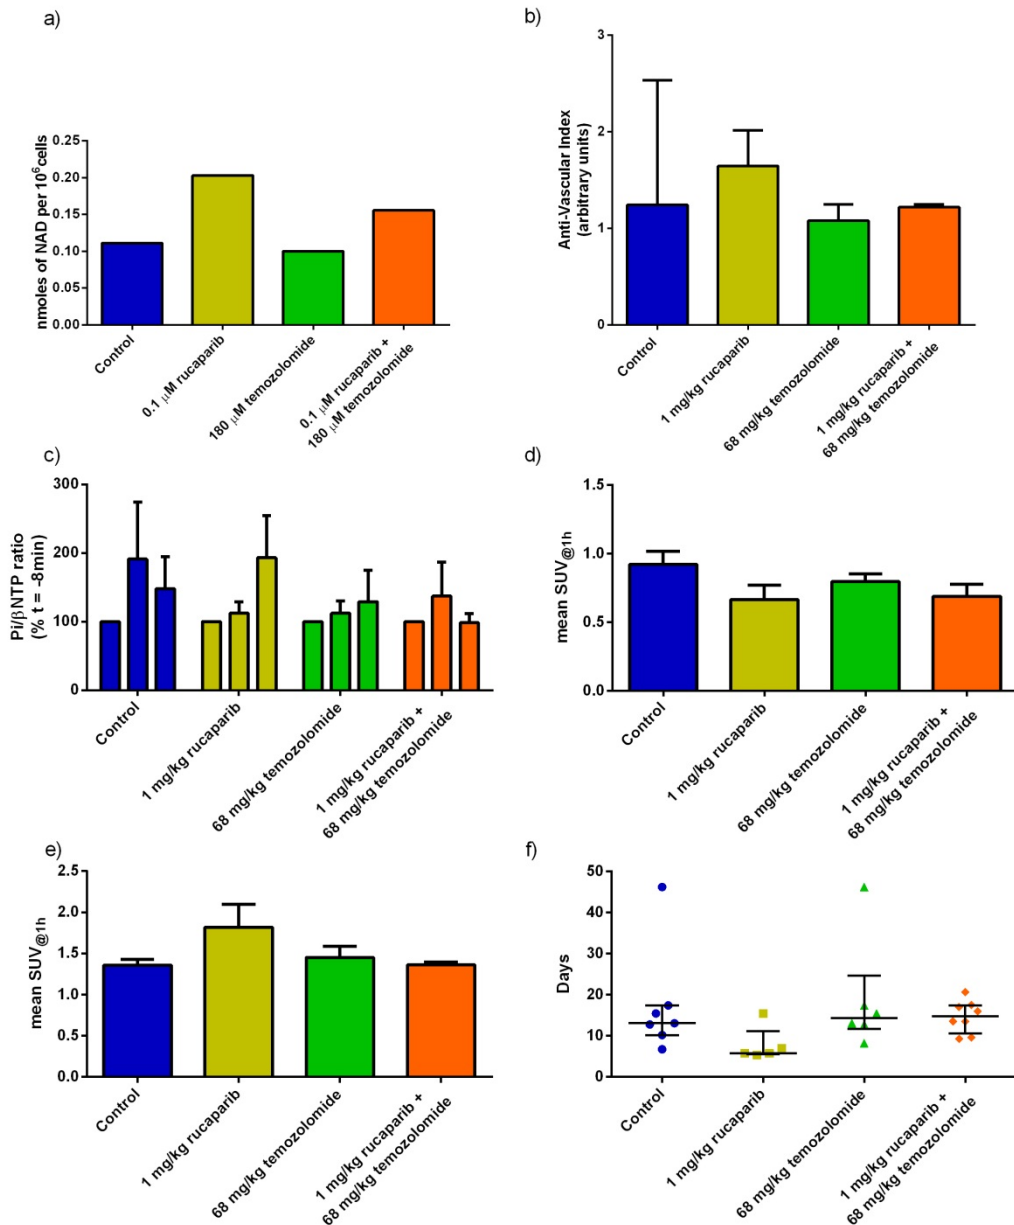 a)
nmoles of NAD per 10⁶cells
0.25
0.20
0.15
0.10
0.05
0.00
Control
0.1 μM rucaparib
180 μM temozolomide
0.1 μM rucaparib +
180 μM temozolomide
b)
Anti-Vascular Index
(arbitrary units)
3
2
1
0
Control
1 mg/kg rucaparib
68 mg/kg temozolomide
1 mg/kg rucaparib +
68 mg/kg temozolomide
c)
Pi/βNTP ratio
(% t = -8min)
300
200
100
0
Control
1 mg/kg rucaparib
68 mg/kg temozolomide
1 mg/kg rucaparib +
68 mg/kg temozolomide
d)
mean SUV@1h
1.5
1.0
0.5
0.0
Control
1 mg/kg rucaparib
68 mg/kg temozolomide
1 mg/kg rucaparib +
68 mg/kg temozolomide
e)
mean SUV@1h
2.5
2.0
1.5
1.0
0.5
0.0
Control
1 mg/kg rucaparib
68 mg/kg temozolomide
1 mg/kg rucaparib +
68 mg/kg temozolomide
f)
Days
50
40
30
20
10
0
Control
1 mg/kg rucaparib
68 mg/kg temozolomide
1 mg/kg rucaparib +
68 mg/kg temozolomide